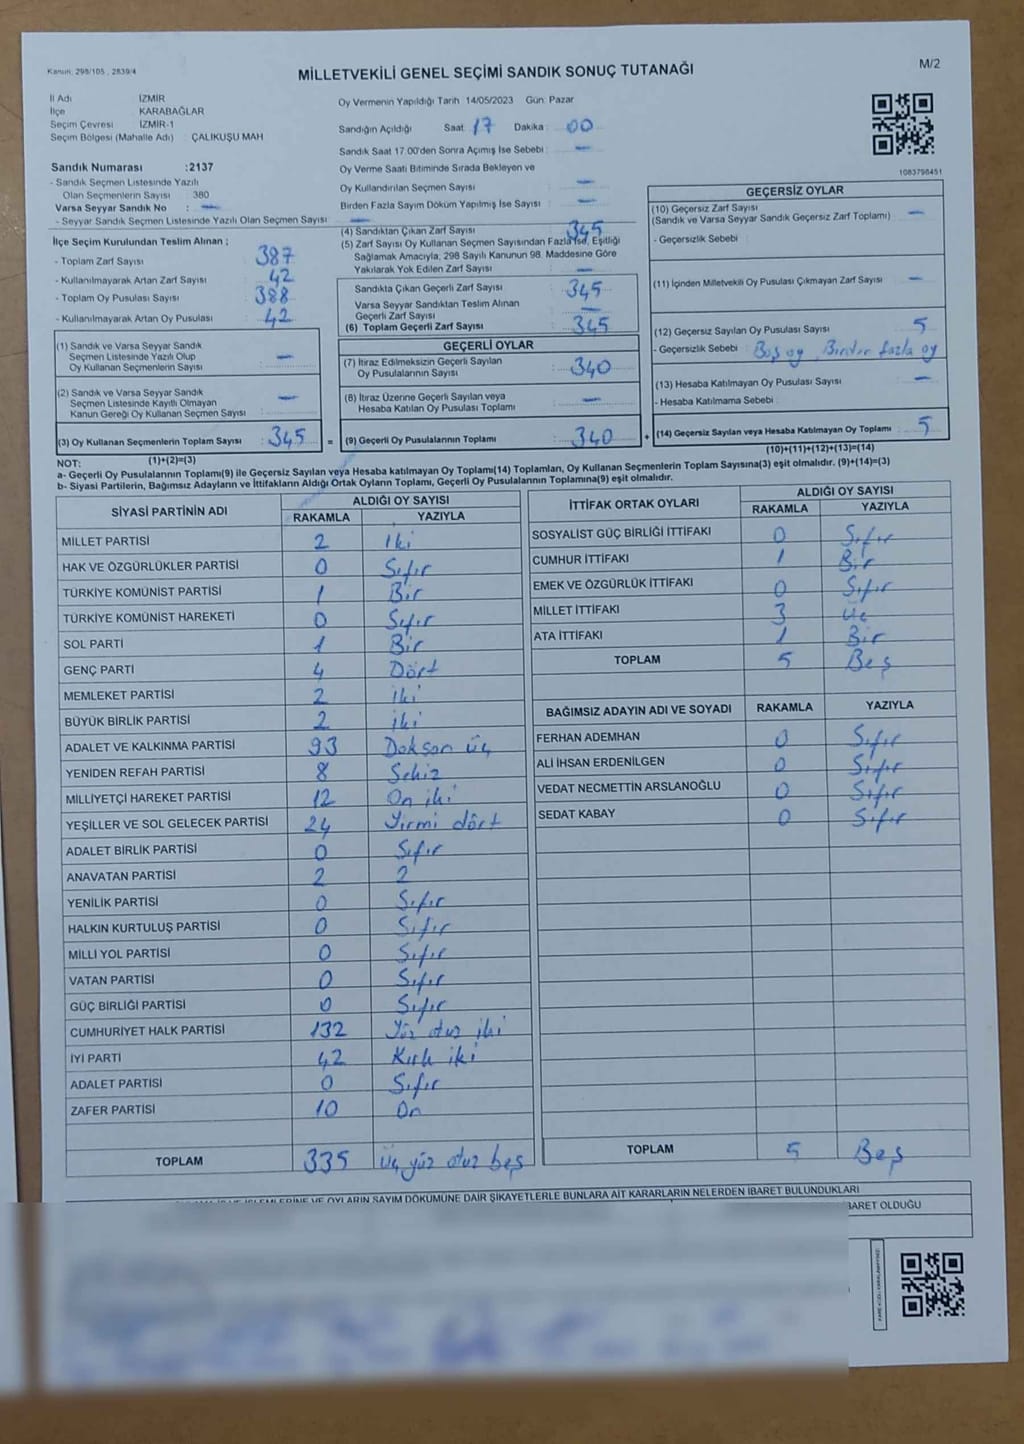 Kanun: 298/105 , 2839/4
MİLLETVEKİLİ GENEL SEÇİMİ SANDIK SONUÇ TUTANAĞI
M/2
İl Adı İZMİR
İlçe KARABAĞLAR
Seçim Çevresi İZMİR-1
Seçim Bölgesi (Mahalle Adı) : ÇALIKUŞU MAH
Sandık Numarası :2137
- Sandık Seçmen Listesinde Yazılı
Olan Seçmenlerin Sayısı : 380
Varsa Seyyar Sandık No : —
- Seyyar Sandık Seçmen Listesinde Yazılı Olan Seçmen Sayısı —
Oy Vermenin Yapıldığı Tarih 14/05/2023 Gün: Pazar
Sandığın Açıldığı Saat 17 Dakika : 00
Sandık Saat 17.00'den Sonra Açımış İse Sebebi : —
Oy Verme Saati Bitiminde Sırada Bekleyen ve
Oy Kullandırılan Seçmen Sayısı —
Birden Fazla Sayım Döküm Yapılmış İse Sayısı : —
1083798451
İlçe Seçim Kurulundan Teslim Alınan ;
- Toplam Zarf Sayısı : 387
- Kullanılmayarak Artan Zarf Sayısı : 42
- Toplam Oy Pusulası Sayısı : 388
- Kullanılmayarak Artan Oy Pusulası : 42
(1) Sandık ve Varsa Seyyar Sandık
Seçmen Listesinde Yazılı Olup
Oy Kullanan Seçmenlerin Sayısı : —
(2) Sandık ve Varsa Seyyar Sandık
Seçmen Listesinde Kayıtlı Olmayan
Kanun Gereği Oy Kullanan Seçmen Sayısı : —
(3) Oy Kullanan Seçmenlerin Toplam Sayısı : 345 =
(4) Sandıktan Çıkan Zarf Sayısı : 345
(5) Zarf Sayısı Oy Kullanan Seçmen Sayısından Fazla İse, Eşitliği
Sağlamak Amacıyla, 298 Sayılı Kanunun 98. Maddesine Göre
Yakılarak Yok Edilen Zarf Sayısı : —
Sandıkta Çıkan Geçerli Zarf Sayısı : 345
Varsa Seyyar Sandıktan Teslim Alınan
Geçerli Zarf Sayısı : —
(6) Toplam Geçerli Zarf Sayısı : 345
GEÇERLİ OYLAR
(7) İtiraz Edilmeksizin Geçerli Sayılan
Oy Pusulalarının Sayısı : 340
(8) İtiraz Üzerine Geçerli Sayılan veya
Hesaba Katılan Oy Pusulası Toplamı : —
(9) Geçerli Oy Pusulalarının Toplamı : 340 +
GEÇERSİZ OYLAR
(10) Geçersiz Zarf Sayısı
(Sandık ve Varsa Seyyar Sandık Geçersiz Zarf Toplamı) : —
- Geçersizlik Sebebi :
(11) İçinden Milletvekili Oy Pusulası Çıkmayan Zarf Sayısı : —
(12) Geçersiz Sayılan Oy Pusulası Sayısı : 5
- Geçersizlik Sebebi : Boş oy, Birden fazla oy
(13) Hesaba Katılmayan Oy Pusulası Sayısı : —
- Hesaba Katılmama Sebebi :
(14) Geçersiz Sayılan veya Hesaba Katılmayan Oy Toplamı : 5
(1)+(2)=(3)
(10)+(11)+(12)+(13)=(14)
NOT:
a- Geçerli Oy Pusulalarının Toplamı(9) ile Geçersiz Sayılan veya Hesaba katılmayan Oy Toplamı(14) Toplamları, Oy Kullanan Seçmenlerin Toplam Sayısına(3) eşit olmalıdır. (9)+(14)=(3)
b- Siyasi Partilerin, Bağımsız Adayların ve İttifakların Aldığı Ortak Oyların Toplamı, Geçerli Oy Pusulalarının Toplamına(9) eşit olmalıdır.
SİYASİ PARTİNİN ADI ALDIĞI OY SAYISI
RAKAMLA YAZIYLA
MİLLET PARTİSİ 2 İki
HAK VE ÖZGÜRLÜKLER PARTİSİ 0 Sıfır
TÜRKİYE KOMÜNİST PARTİSİ 1 Bir
TÜRKİYE KOMÜNİST HAREKETİ 0 Sıfır
SOL PARTİ 1 Bir
GENÇ PARTİ 4 Dört
MEMLEKET PARTİSİ 2 İki
BÜYÜK BİRLİK PARTİSİ 2 İki
ADALET VE KALKINMA PARTİSİ 93 Doksan üç
YENİDEN REFAH PARTİSİ 8 Sekiz
MİLLİYETÇİ HAREKET PARTİSİ 12 On iki
YEŞİLLER VE SOL GELECEK PARTİSİ 24 Yirmi dört
ADALET BİRLİK PARTİSİ 0 Sıfır
ANAVATAN PARTİSİ 2 2
YENİLİK PARTİSİ 0 Sıfır
HALKIN KURTULUŞ PARTİSİ 0 Sıfır
MİLLİ YOL PARTİSİ 0 Sıfır
VATAN PARTİSİ 0 Sıfır
GÜÇ BİRLİĞİ PARTİSİ 0 Sıfır
CUMHURİYET HALK PARTİSİ 132 Yüz otuz iki
İYİ PARTİ 42 Kırk iki
ADALET PARTİSİ 0 Sıfır
ZAFER PARTİSİ 10 On
TOPLAM 335 Üç yüz otuz beş
İTTİFAK ORTAK OYLARI ALDIĞI OY SAYISI
RAKAMLA YAZIYLA
SOSYALİST GÜÇ BİRLİĞİ İTTİFAKI 0 Sıfır
CUMHUR İTTİFAKI 1 Bir
EMEK VE ÖZGÜRLÜK İTTİFAKI 0 Sıfır
MİLLET İTTİFAKI 3 üç
ATA İTTİFAKI 1 Bir
TOPLAM 5 Beş
BAĞIMSIZ ADAYIN ADI VE SOYADI RAKAMLA YAZIYLA
FERHAN ADEMHAN 0 Sıfır
ALİ İHSAN ERDENİLGEN 0 Sıfır
VEDAT NECMETTİN ARSLANOĞLU 0 Sıfır
SEDAT KABAY 0 Sıfır
TOPLAM 5 Beş
VE OYLARIN SAYIM DÖKÜMÜNE DAİR ŞİKAYETLERLE BUNLARA AİT KARARLARIN NELERDEN İBARET BULUNDUKLARI
İBARET OLDUĞU